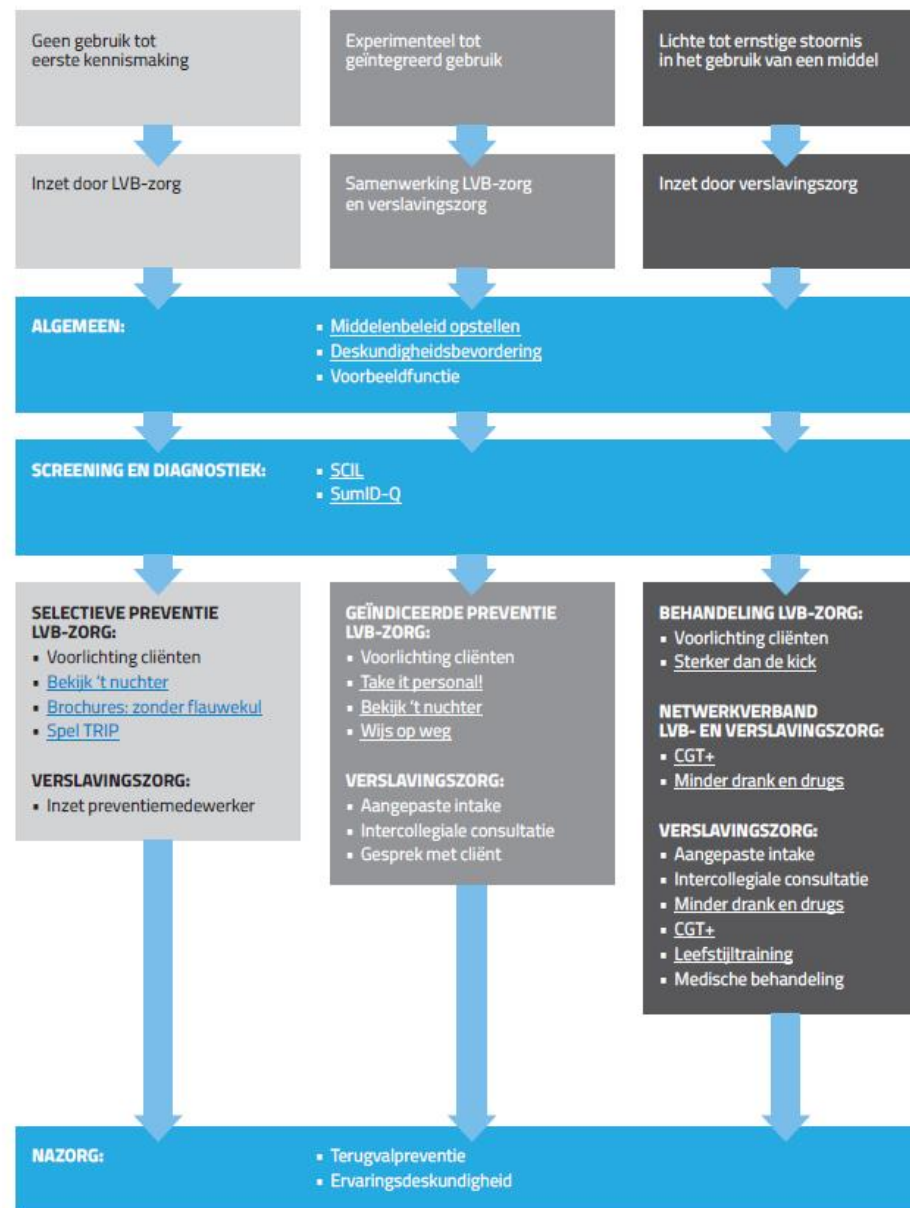 Geen gebruik tot
eerste kennismaking
Experimenteel tot
geïntegreerd gebruik
Lichte tot ernstige stoornis
in het gebruik van een middel
Inzet door LVB-zorg
Samenwerking LVB-zorg
en verslavingszorg
Inzet door verslavingszorg
ALGEMEEN:
▪ Middelenbeleid opstellen
▪ Deskundigheidsbevordering
▪ Voorbeeldfunctie
SCREENING EN DIAGNOSTIEK:
▪ SCIL
▪ SumID-Q
SELECTIEVE PREVENTIE
LVB-ZORG:
▪ Voorlichting cliënten
▪ Bekijk ’t nuchter
▪ Brochures: zonder flauwekul
▪ Spel TRIP
VERSLAVINGSZORG:
▪ Inzet preventiemedewerker
GEÏNDICEERDE PREVENTIE
LVB-ZORG:
▪ Voorlichting cliënten
▪ Take it personal!
▪ Bekijk ’t nuchter
▪ Wijs op weg
VERSLAVINGSZORG:
▪ Aangepaste intake
▪ Intercollegiale consultatie
▪ Gesprek met cliënt
BEHANDELING LVB-ZORG:
▪ Voorlichting cliënten
▪ Sterker dan de kick
NETWERKVERBAND
LVB- EN VERSLAVINGSZORG:
▪ CGT+
▪ Minder drank en drugs
VERSLAVINGSZORG:
▪ Aangepaste intake
▪ Intercollegiale consultatie
▪ Minder drank en drugs
▪ CGT+
▪ Leefstijltraining
▪ Medische behandeling
NAZORG:
▪ Terugvalpreventie
▪ Ervaringsdeskundigheid